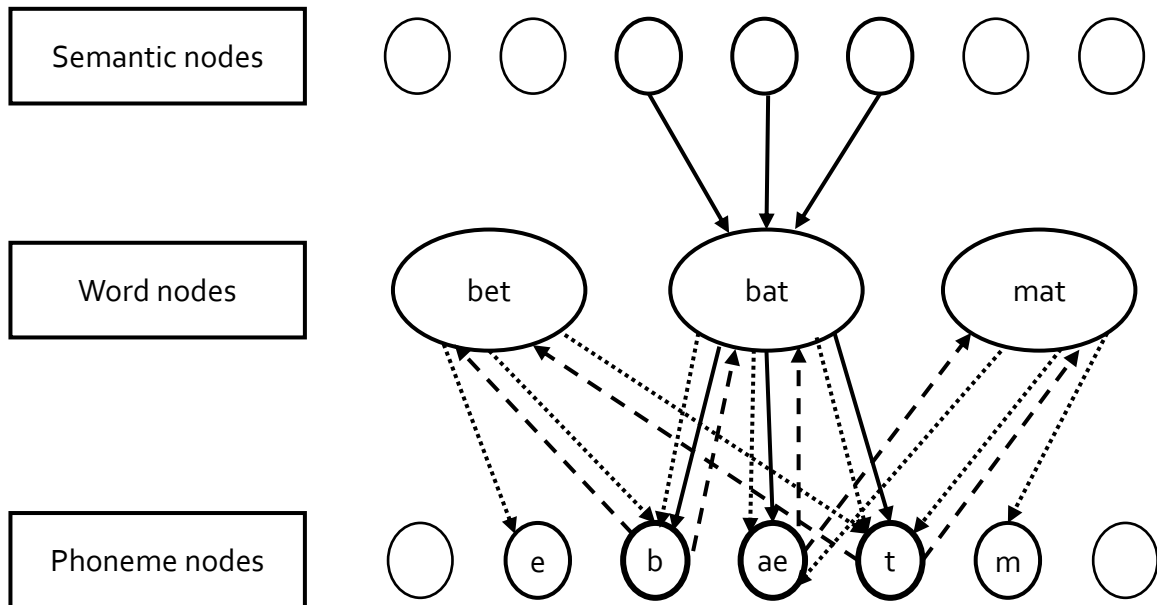 Semantic nodes
Word nodes
bet
bat
mat
Phoneme nodes
e
b
ae
t
m